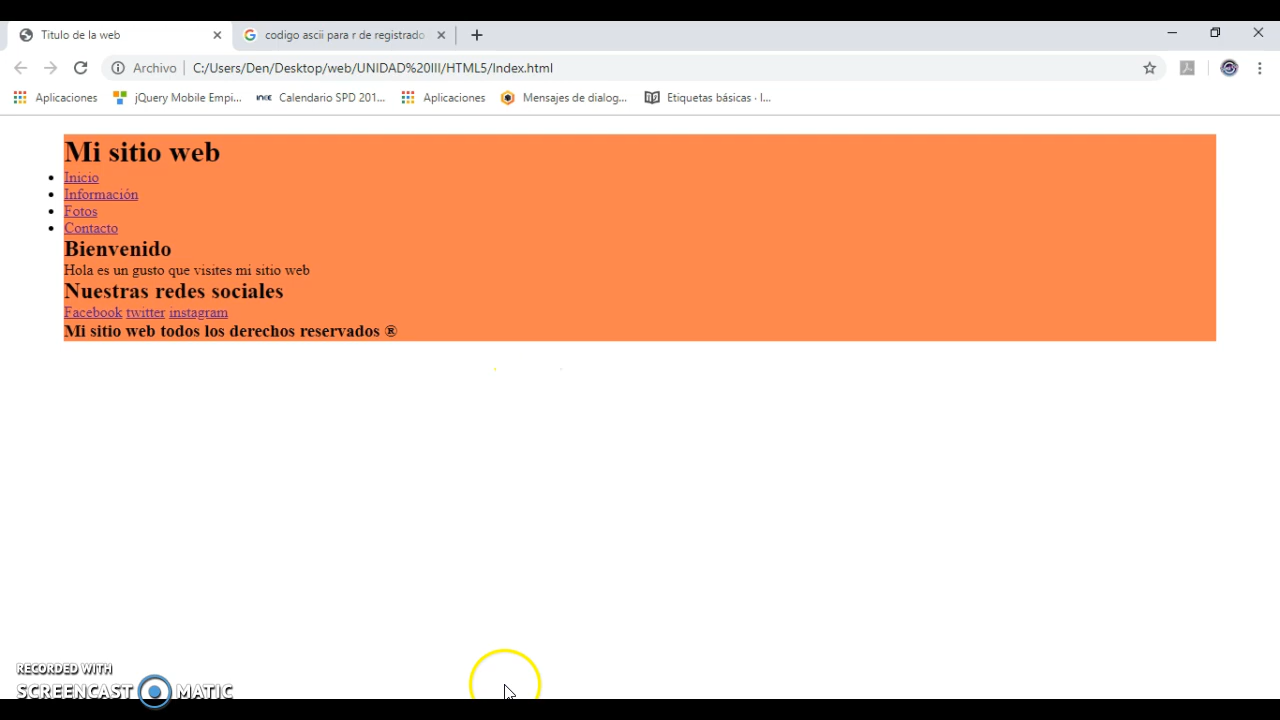 Titulo de la web
codigo ascii para r de registrado
Archivo
C:/Users/Den/Desktop/web/UNIDAD%20III/HTML5/Index.html
Aplicaciones
jQuery Mobile Empi...
Calendario SPD 201...
Aplicaciones
Mensajes de dialog...
Etiquetas básicas · l...
Mi sitio web
Inicio
Información
Fotos
Contacto
Bienvenido
Hola es un gusto que visites mi sitio web
Nuestras redes sociales
Facebook twitter instagram
Mi sitio web todos los derechos reservados ®
RECORDED WITH
SCREENCAST MATIC